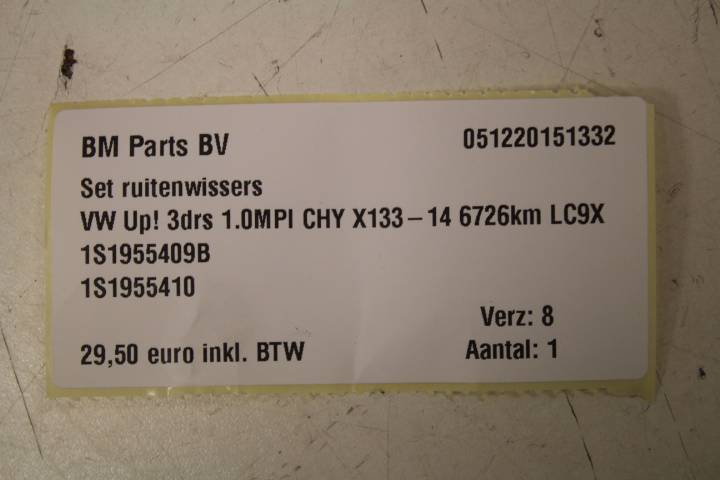 BM Parts BV 051220151332
Set ruitenwissers
VW Up! 3drs 1.0MPI CHY X133-14 6726km LC9X
1S1955409B
1S1955410
Verz: 8
29,50 euro inkl. BTW Aantal: 1